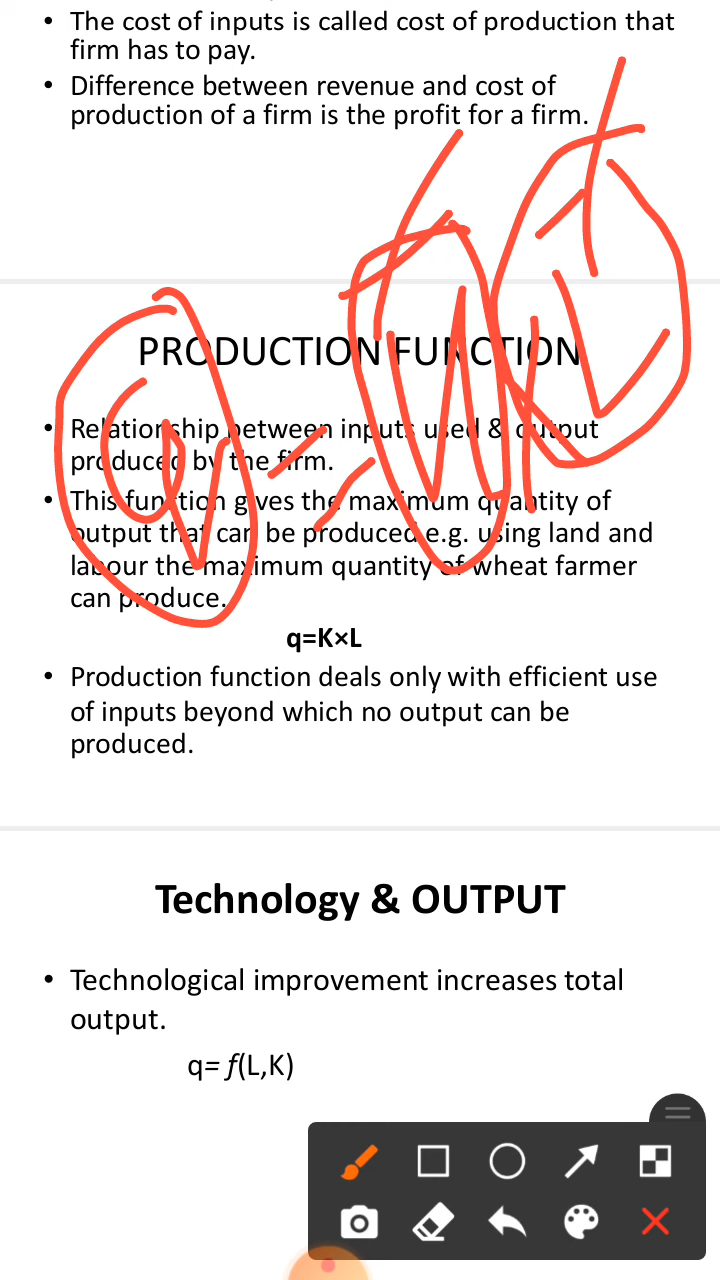 • The cost of inputs is called cost of production that
firm has to pay.
• Difference between revenue and cost of
production of a firm is the profit for a firm.
PRODUCTION FUNCTION
• Relationship between inputs used & output
produced by the firm.
• This function gives the maximum quantity of
output that can be produced e.g. using land and
labour the maximum quantity of wheat farmer
can produce.
q=K×L
• Production function deals only with efficient use
of inputs beyond which no output can be
produced.
Technology & OUTPUT
• Technological improvement increases total
output.
q= f(L,K)